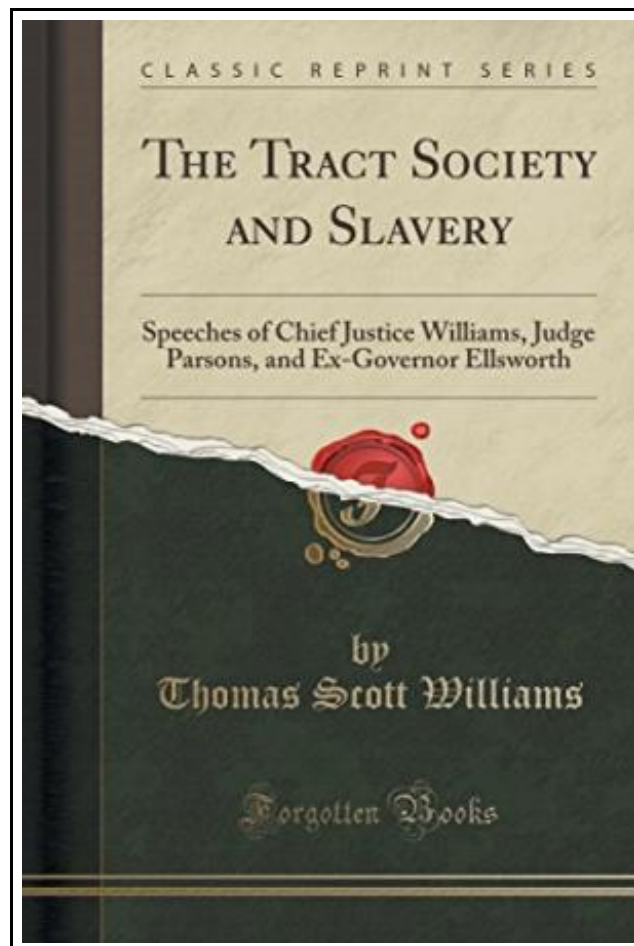 CLASSIC REPRINT SERIES
THE TRACT SOCIETY
AND SLAVERY
Speeches of Chief Justice Williams, Judge
Parsons, and Ex-Governor Ellsworth
by
Thomas Scott Williams
Forgotten Books